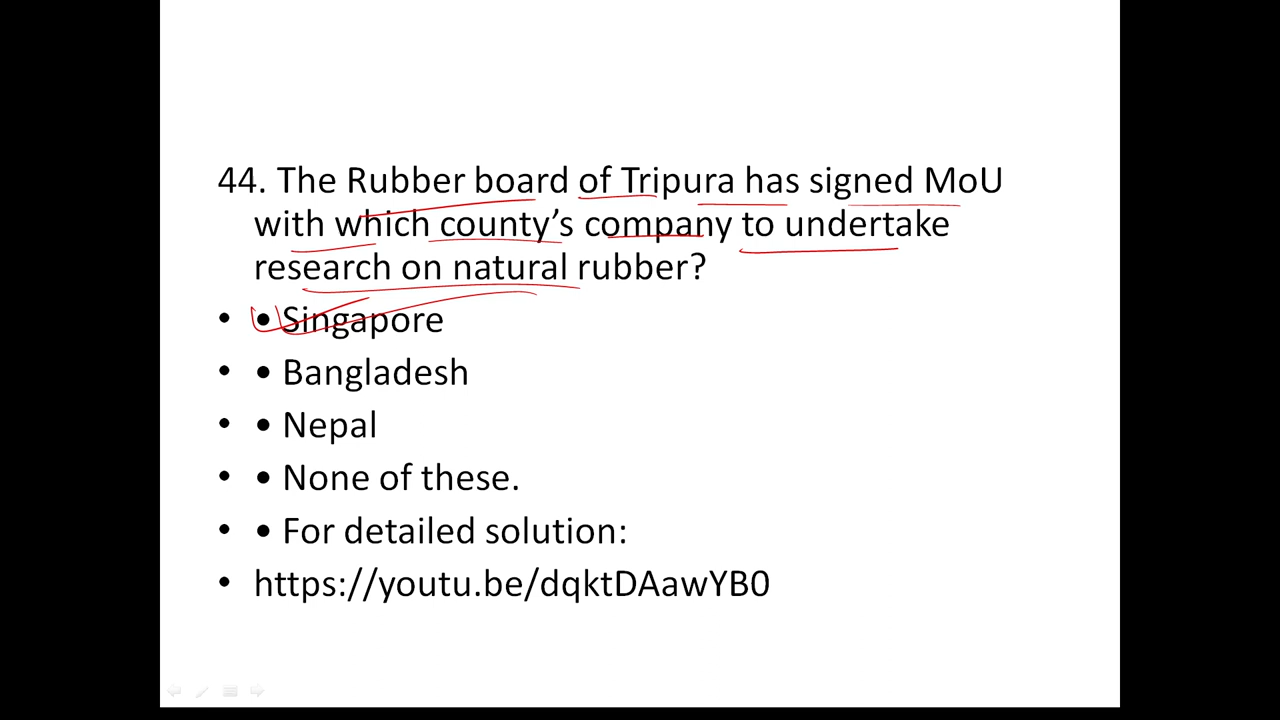 44. The Rubber board of Tripura has signed MoU
with which county’s company to undertake
research on natural rubber?
• • Singapore
• • Bangladesh
• • Nepal
• • None of these.
• • For detailed solution:
• https://youtu.be/dqktDAawYB0